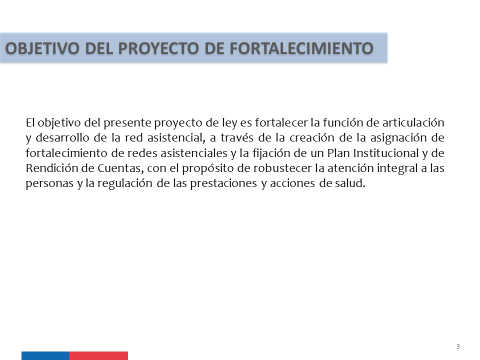 OBJETIVO DEL PROYECTO DE FORTALECIMIENTO
El objetivo del presente proyecto de ley es fortalecer la función de articulación
y desarrollo de la red asistencial, a través de la creación de la asignación de
fortalecimiento de redes asistenciales y la fijación de un Plan Institucional y de
Rendición de Cuentas, con el propósito de robustecer la atención integral a las
personas y la regulación de las prestaciones y acciones de salud.
3